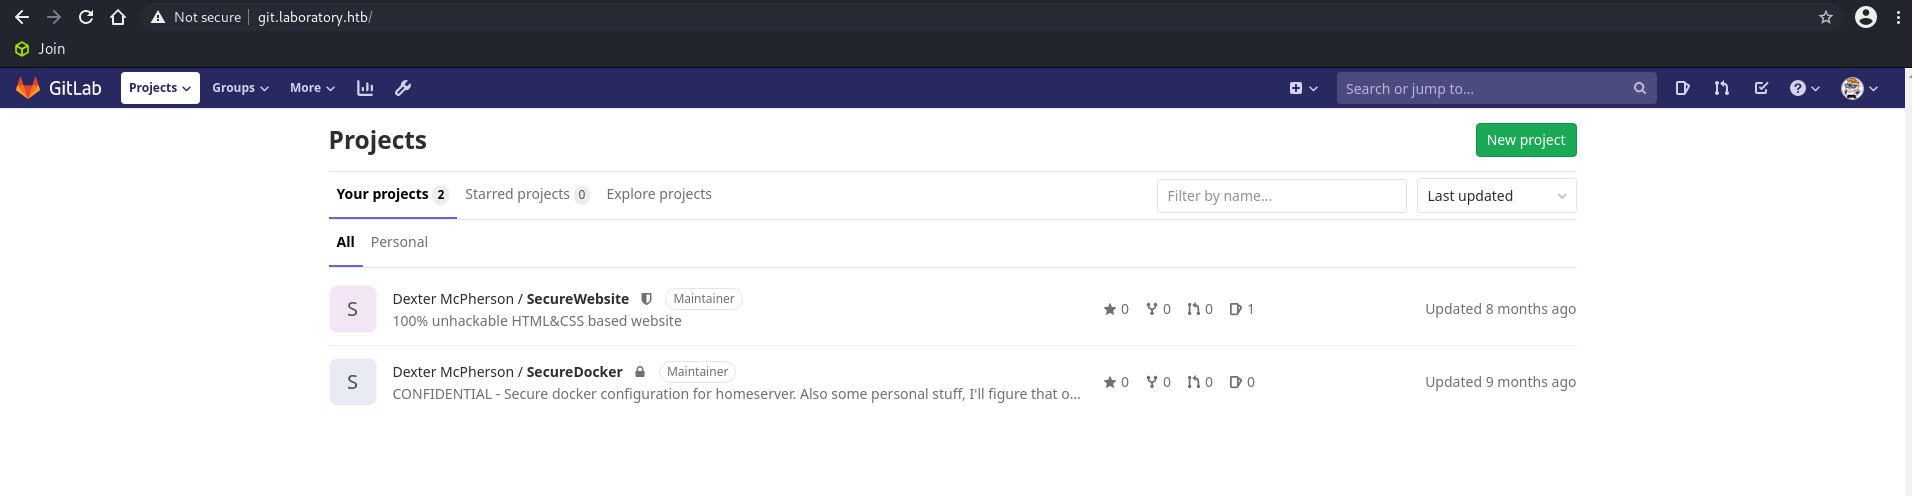 Not secure git.laboratory.htb/
Join
GitLab Projects Groups More Search or jump to...
Projects New project
Your projects 2 Starred projects 0 Explore projects Filter by name... Last updated
All Personal
S Dexter McPherson / SecureWebsite Maintainer 0 0 0 1 Updated 8 months ago
100% unhackable HTML&CSS based website
S Dexter McPherson / SecureDocker Maintainer 0 0 0 0 Updated 9 months ago
CONFIDENTIAL - Secure docker configuration for homeserver. Also some personal stuff, I'll figure that o...